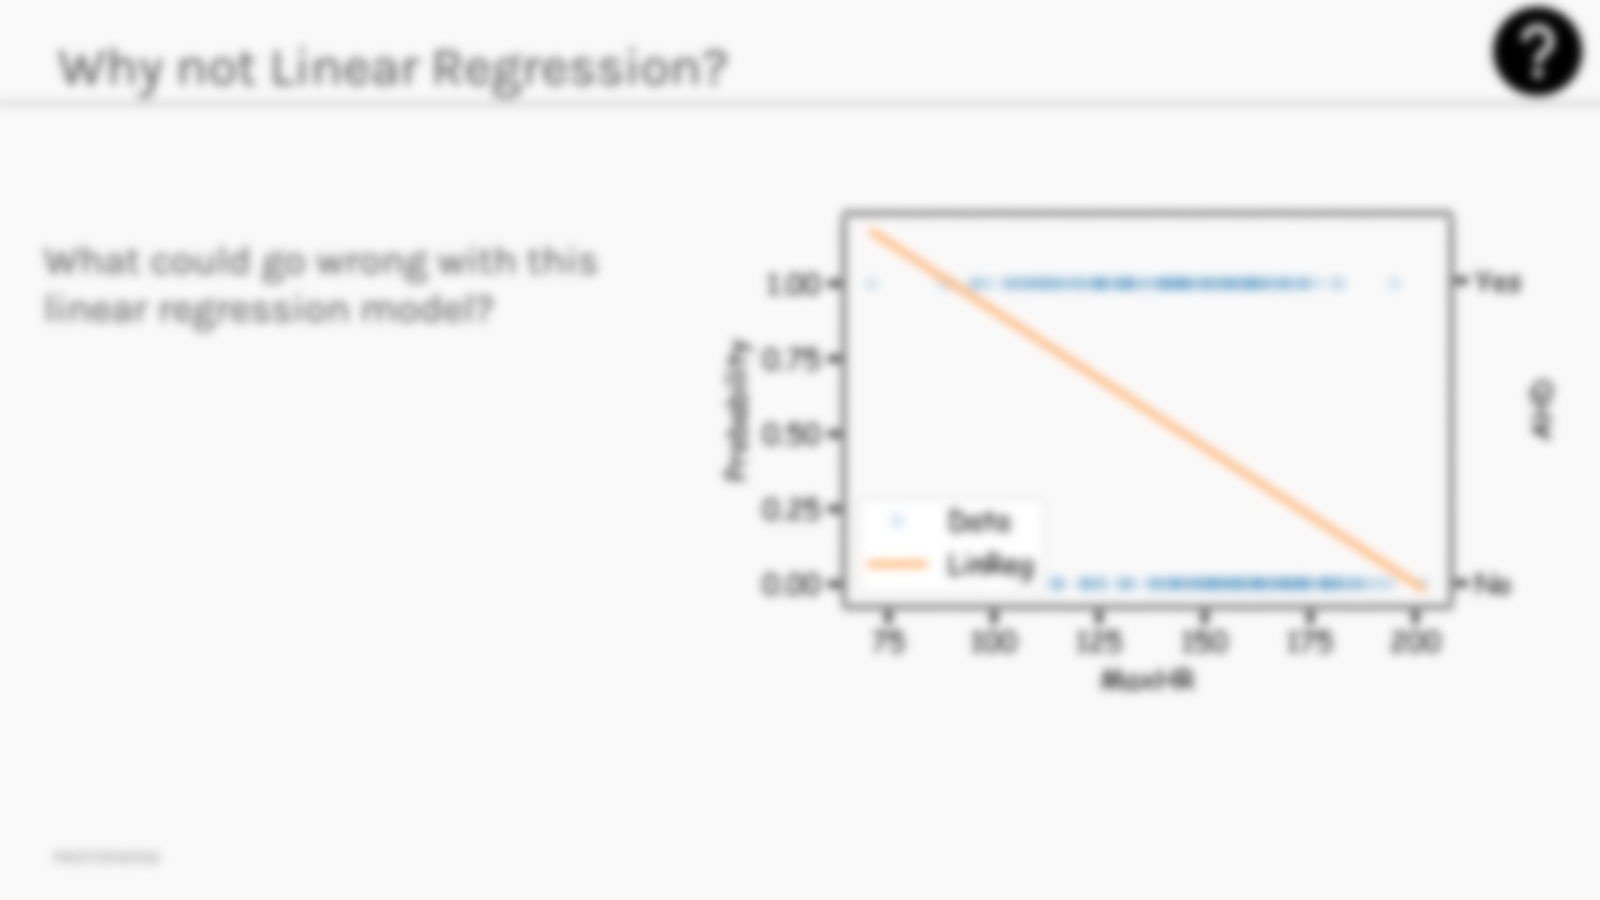 Why not Linear Regression?
?
What could go wrong with this
linear regression model?
1.00
0.75
0.50
0.25
0.00
Probability
Data
LinReg
75 100 125 150 175 200
MaxHR
Yes
No
AHD
PROTOPAPAS